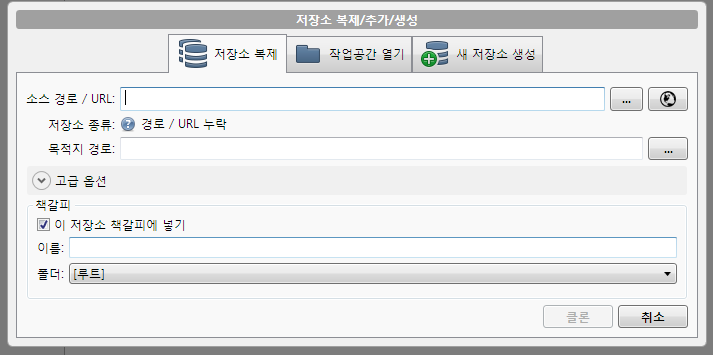 저장소 복제/추가/생성
저장소 복제 작업공간 열기 새 저장소 생성
소스 경로 / URL: ...
저장소 종류: ? 경로 / URL 누락
목적지 경로: ...
고급 옵션
책갈피
이 저장소 책갈피에 넣기
이름:
폴더: [루트]
클론 취소